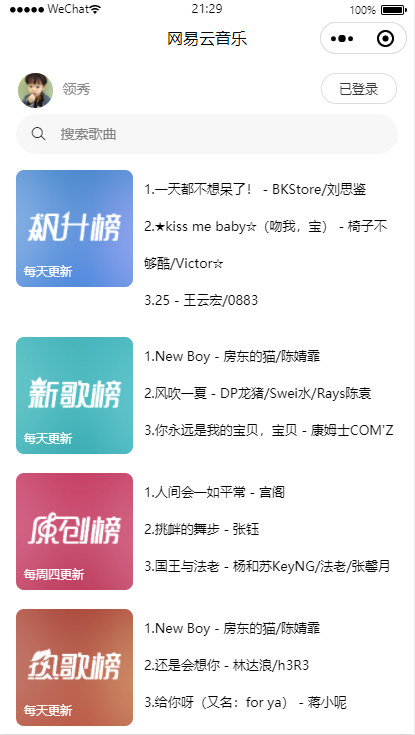 WeChat 21:29 100%
网易云音乐
领秀 已登录
搜索歌曲
飙升榜
每天更新
1.一天都不想呆了！ - BKStore/刘思鉴
2.★kiss me baby☆（吻我，宝） - 椅子不
够酷/Victor☆
3.25 - 王云宏/0883
新歌榜
每天更新
1.New Boy - 房东的猫/陈婧霏
2.风吹一夏 - DP龙猪/Swei水/Rays陈袁
3.你永远是我的宝贝，宝贝 - 康姆士COM'Z
原创榜
每周四更新
1.人间会一如平常 - 宫阁
2.挑衅的舞步 - 张钰
3.国王与法老 - 杨和苏KeyNG/法老/张馨月
热歌榜
每天更新
1.New Boy - 房东的猫/陈婧霏
2.还是会想你 - 林达浪/h3R3
3.给你呀（又名：for ya） - 蒋小呢